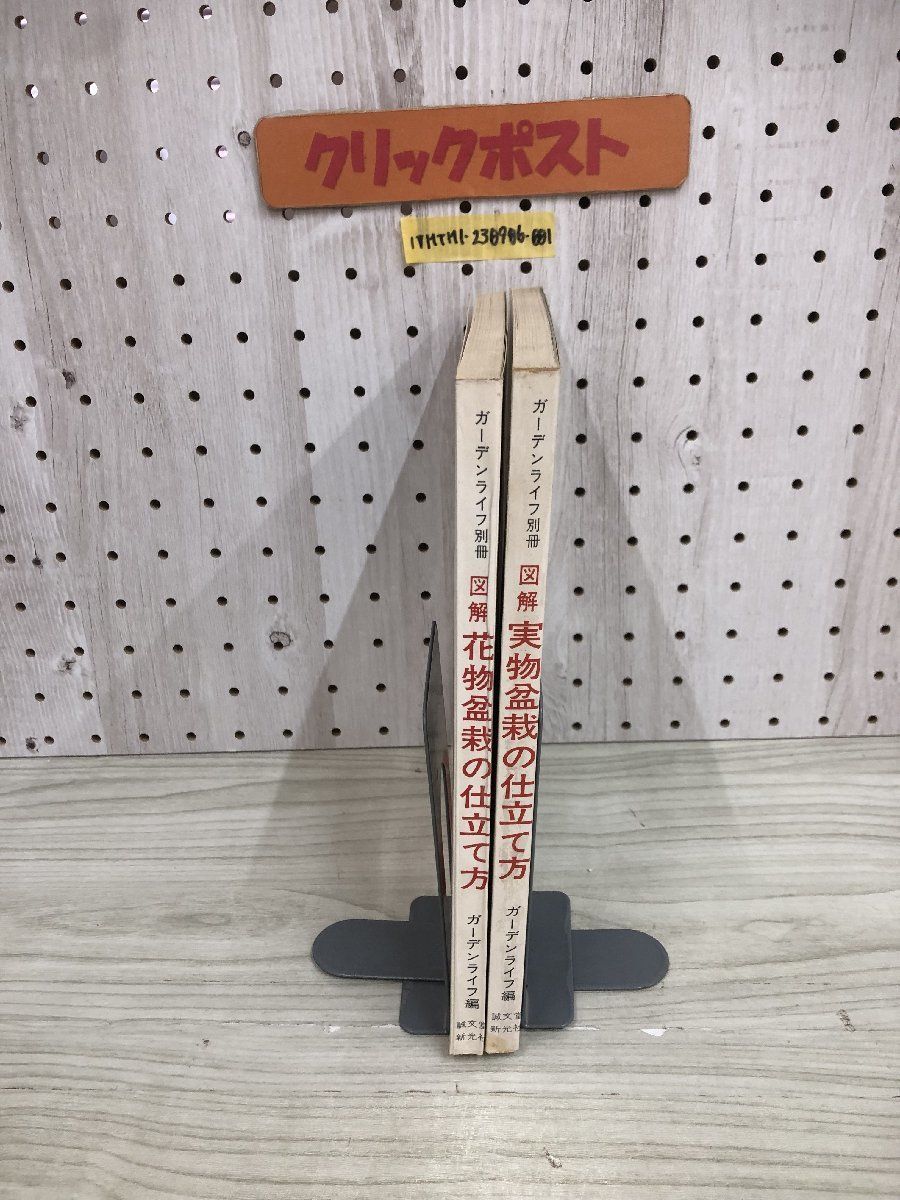 クリックポスト
ガーデンライフ別冊
図解
花物盆栽の仕立て方
ガーデンライフ編
誠文堂
新光社
ガーデンライフ別冊
図解
実物盆栽の仕立て方
ガーデンライフ編
誠文堂
新光社